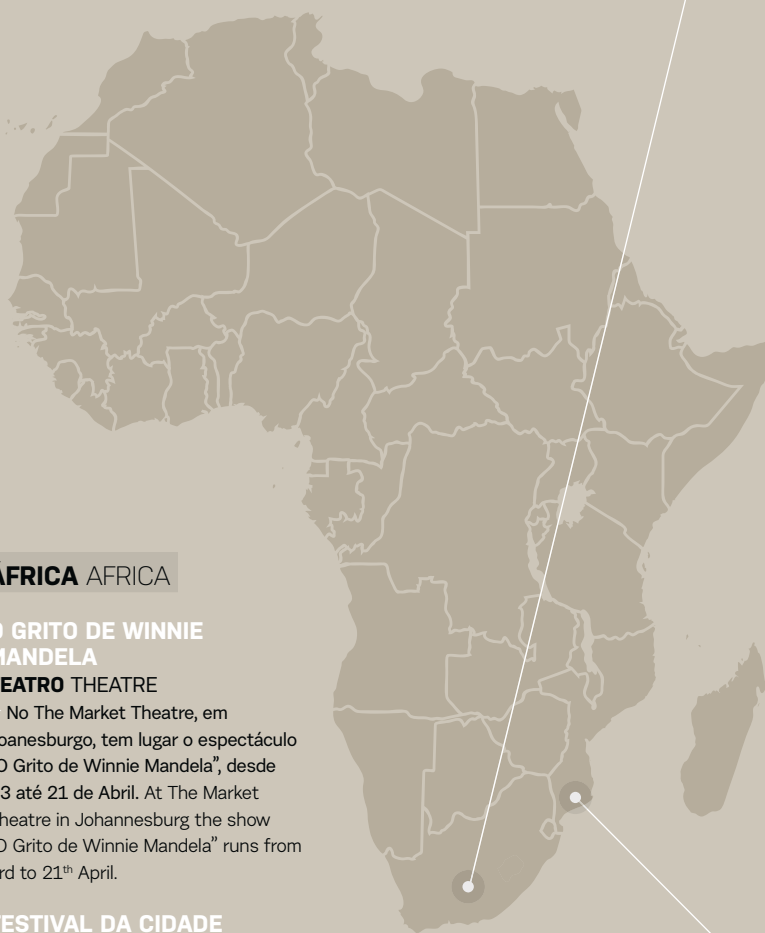 ÁFRICA AFRICA
O GRITO DE WINNIE
MANDELA
TEATRO THEATRE
No The Market Theatre, em
Joanesburgo, tem lugar o espectáculo
“O Grito de Winnie Mandela”, desde
3 até 21 de Abril. At The Market
Theatre in Johannesburg the show
“O Grito de Winnie Mandela” runs from
3rd to 21th April.
FESTIVAL DA CIDADE